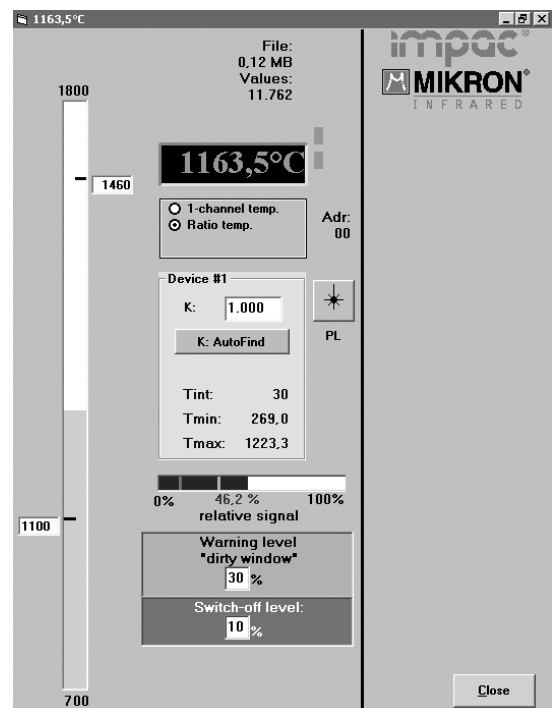 1163,5°C
impac®
MIKRON®
INFRARED
File:
0,12 MB
Values:
11.762
1800
1163,5°C
1460
1-channel temp.
Ratio temp.
Adr:
00
Device #1
K: 1.000
K: AutoFind
PL
Tint: 30
Tmin: 269,0
Tmax: 1223,3
0% 46,2 % 100%
relative signal
1100
Warning level
"dirty window"
30 %
Switch-off level:
10 %
700
Close